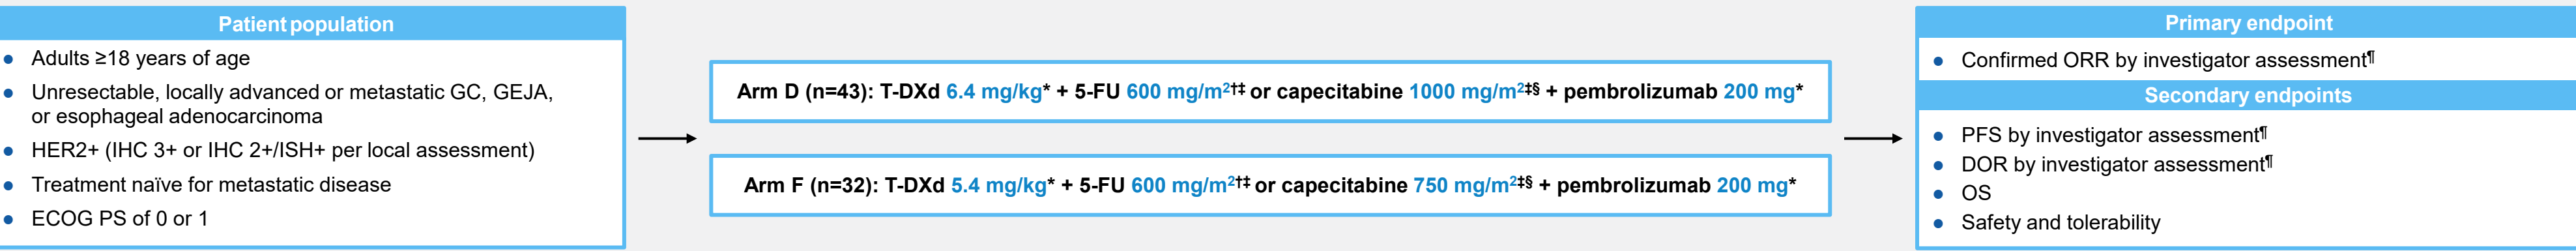 Patient population
● Adults ≥18 years of age
● Unresectable, locally advanced or metastatic GC, GEJA,
or esophageal adenocarcinoma
● HER2+ (IHC 3+ or IHC 2+/ISH+ per local assessment)
● Treatment naïve for metastatic disease
● ECOG PS of 0 or 1
Arm D (n=43): T-DXd 6.4 mg/kg* + 5-FU 600 mg/m²†‡ or capecitabine 1000 mg/m²‡§ + pembrolizumab 200 mg*
Arm F (n=32): T-DXd 5.4 mg/kg* + 5-FU 600 mg/m²†‡ or capecitabine 750 mg/m²‡§ + pembrolizumab 200 mg*
Primary endpoint
● Confirmed ORR by investigator assessment¶
Secondary endpoints
● PFS by investigator assessment¶
● DOR by investigator assessment¶
● OS
● Safety and tolerability